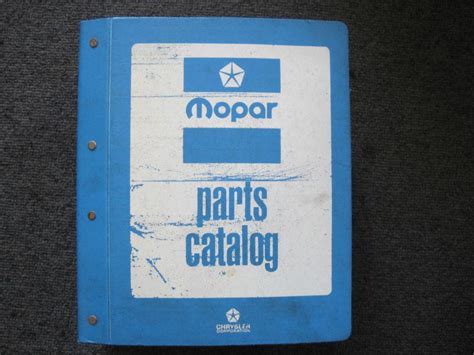 mopar
parts
catalog
CHRYSLER
CORPORATION